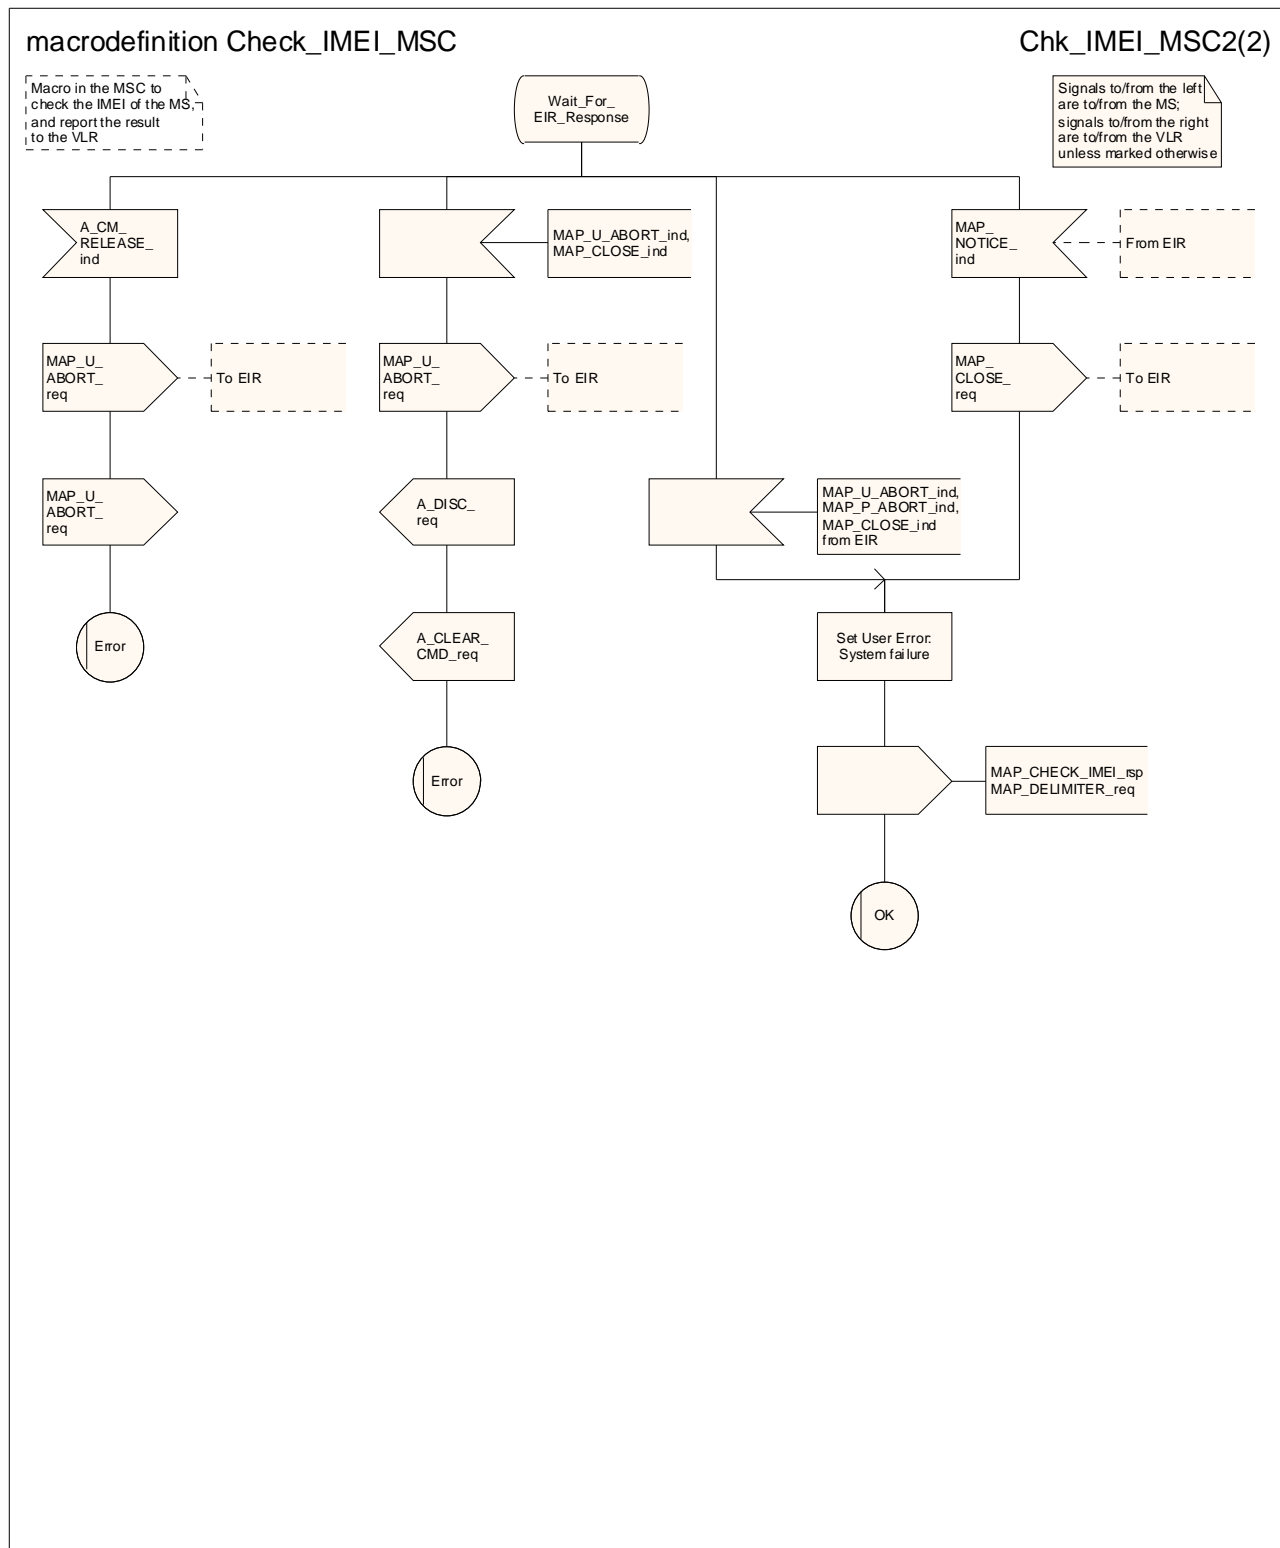 macrodefinition Check_IMEI_MSC
Chk_IMEI_MSC2(2)
Macro in the MSC to
check the IMEI of the MS,
and report the result
to the VLR
Wait_For_
EIR_Response
Signals to/from the left
are to/from the MS;
signals to/from the right
are to/from the VLR
unless marked otherwise
A_CM_
RELEASE_
ind
MAP_U_ABORT_ind,
MAP_CLOSE_ind
MAP_
NOTICE_
ind
From EIR
MAP_U_
ABORT_
req
To EIR
MAP_U_
ABORT_
req
To EIR
MAP_
CLOSE_
req
To EIR
MAP_U_
ABORT_
req
A_DISC_
req
MAP_U_ABORT_ind,
MAP_P_ABORT_ind,
MAP_CLOSE_ind
from EIR
Error
A_CLEAR_
CMD_req
Set User Error:
System failure
Error
MAP_CHECK_IMEI_rsp
MAP_DELIMITER_req
OK